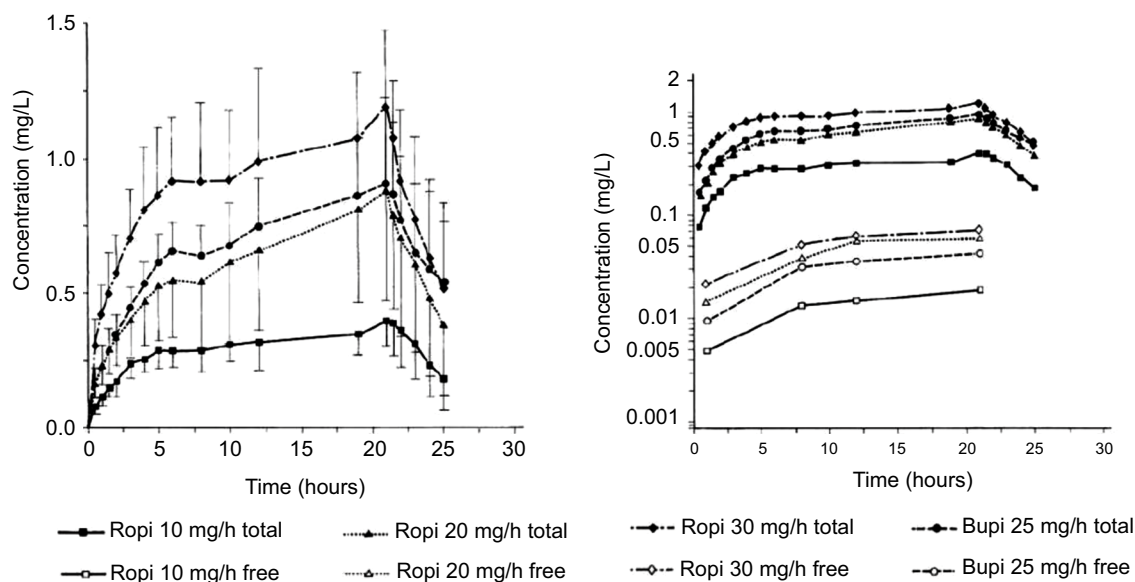 1.5
1.0
0.5
0.0
Concentration (mg/L)
0
5
10
15
20
25
30
Time (hours)
2
1
0.5
0.1
0.05
0.01
0.005
0.001
Concentration (mg/L)
0
5
10
15
20
25
30
Time (hours)
Ropi 10 mg/h total
Ropi 20 mg/h total
Ropi 30 mg/h total
Bupi 25 mg/h total
Ropi 10 mg/h free
Ropi 20 mg/h free
Ropi 30 mg/h free
Bupi 25 mg/h free